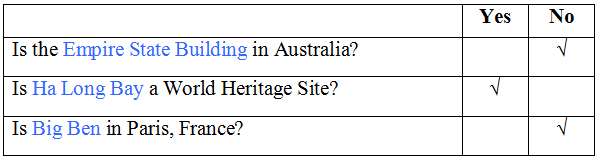 Yes No
Is the Empire State Building in Australia? √
Is Ha Long Bay a World Heritage Site? √
Is Big Ben in Paris, France? √